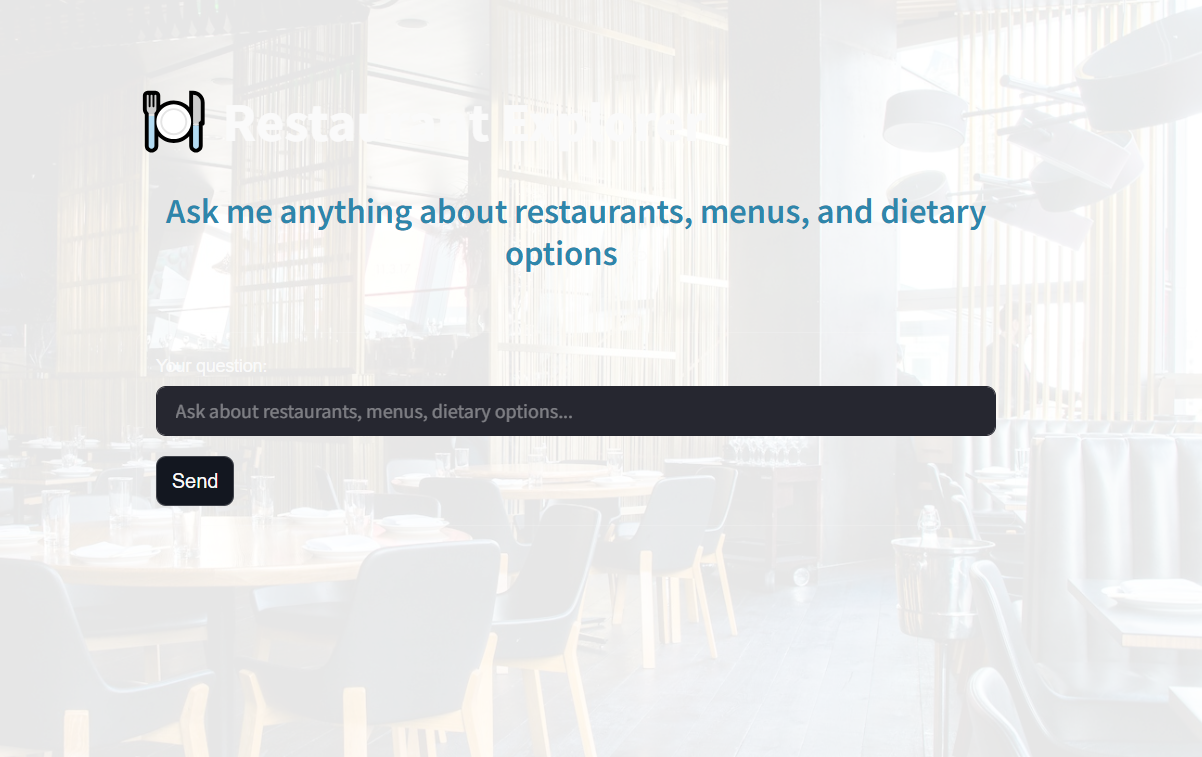 Restaurant Explorer
Ask me anything about restaurants, menus, and dietary
options
Your question:
Ask about restaurants, menus, dietary options...
Send